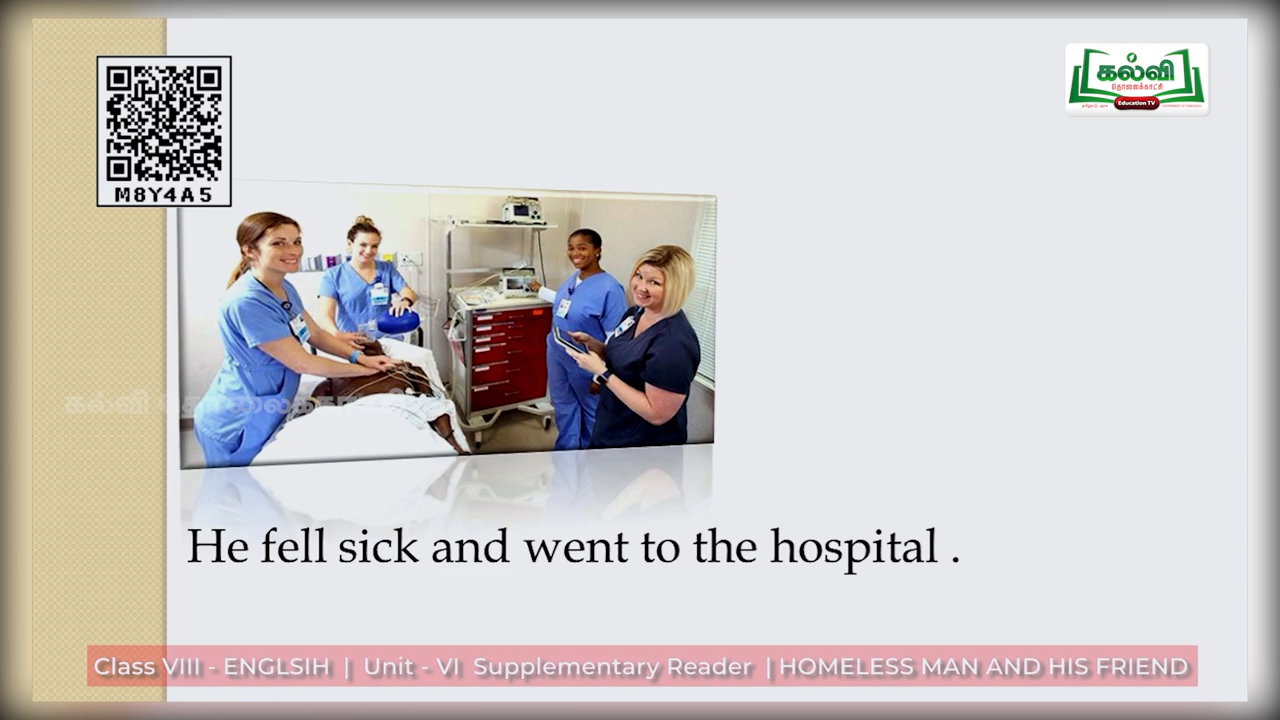 M8Y4A5
கல்வி
தொலைக்காட்சி
Education TV
கல்வி தொலைக்
He fell sick and went to the hospital .
Class VIII - ENGLSIH | Unit - VI Supplementary Reader | HOMELESS MAN AND HIS FRIEND